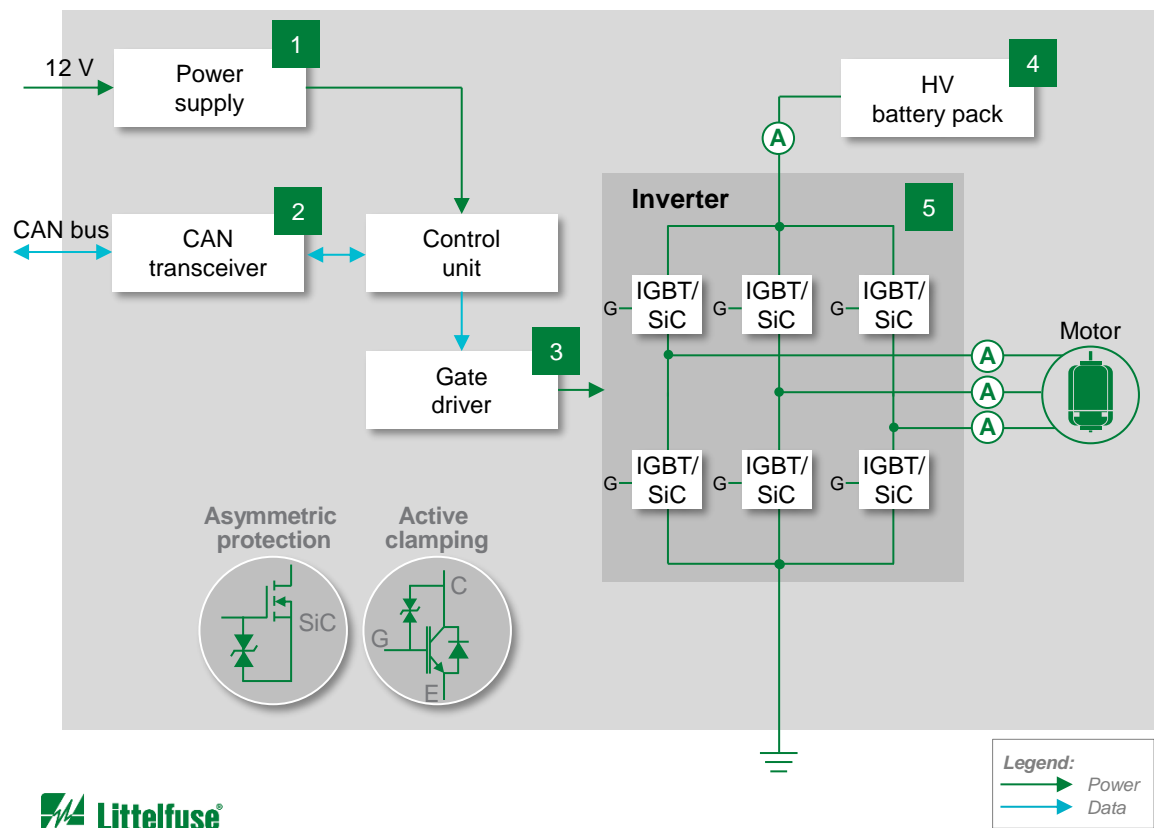 1
12 V
Power
supply
4
HV
battery pack
A
Inverter
5
2
CAN bus
CAN
transceiver
Control
unit
G
IGBT/
SiC
G
IGBT/
SiC
G
IGBT/
SiC
3
Gate
driver
Motor
A
A
A
G
IGBT/
SiC
G
IGBT/
SiC
G
IGBT/
SiC
Asymmetric
protection
SiC
Active
clamping
C
G
E
Legend:
Power
Data
Littelfuse®